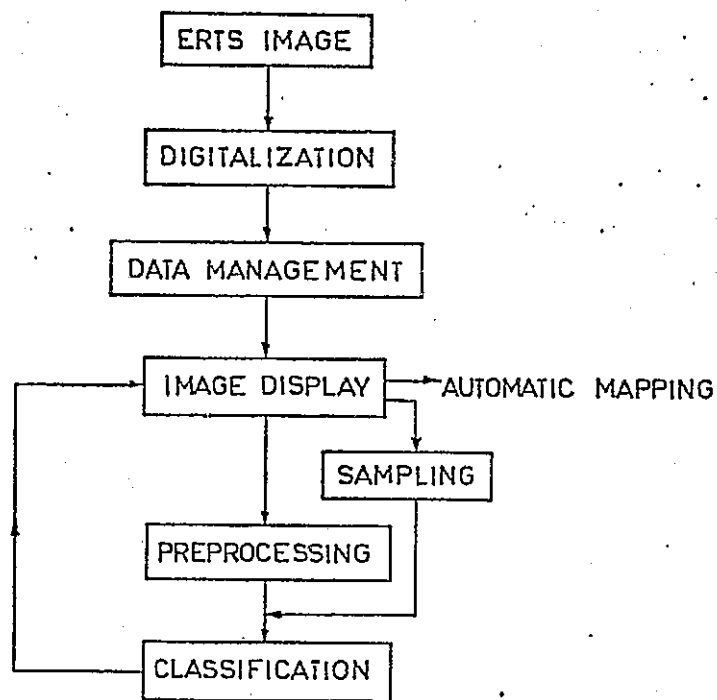 ERTS IMAGE
DIGITALIZATION
DATA MANAGEMENT
IMAGE DISPLAY
AUTOMATIC MAPPING
SAMPLING
PREPROCESSING
CLASSIFICATION